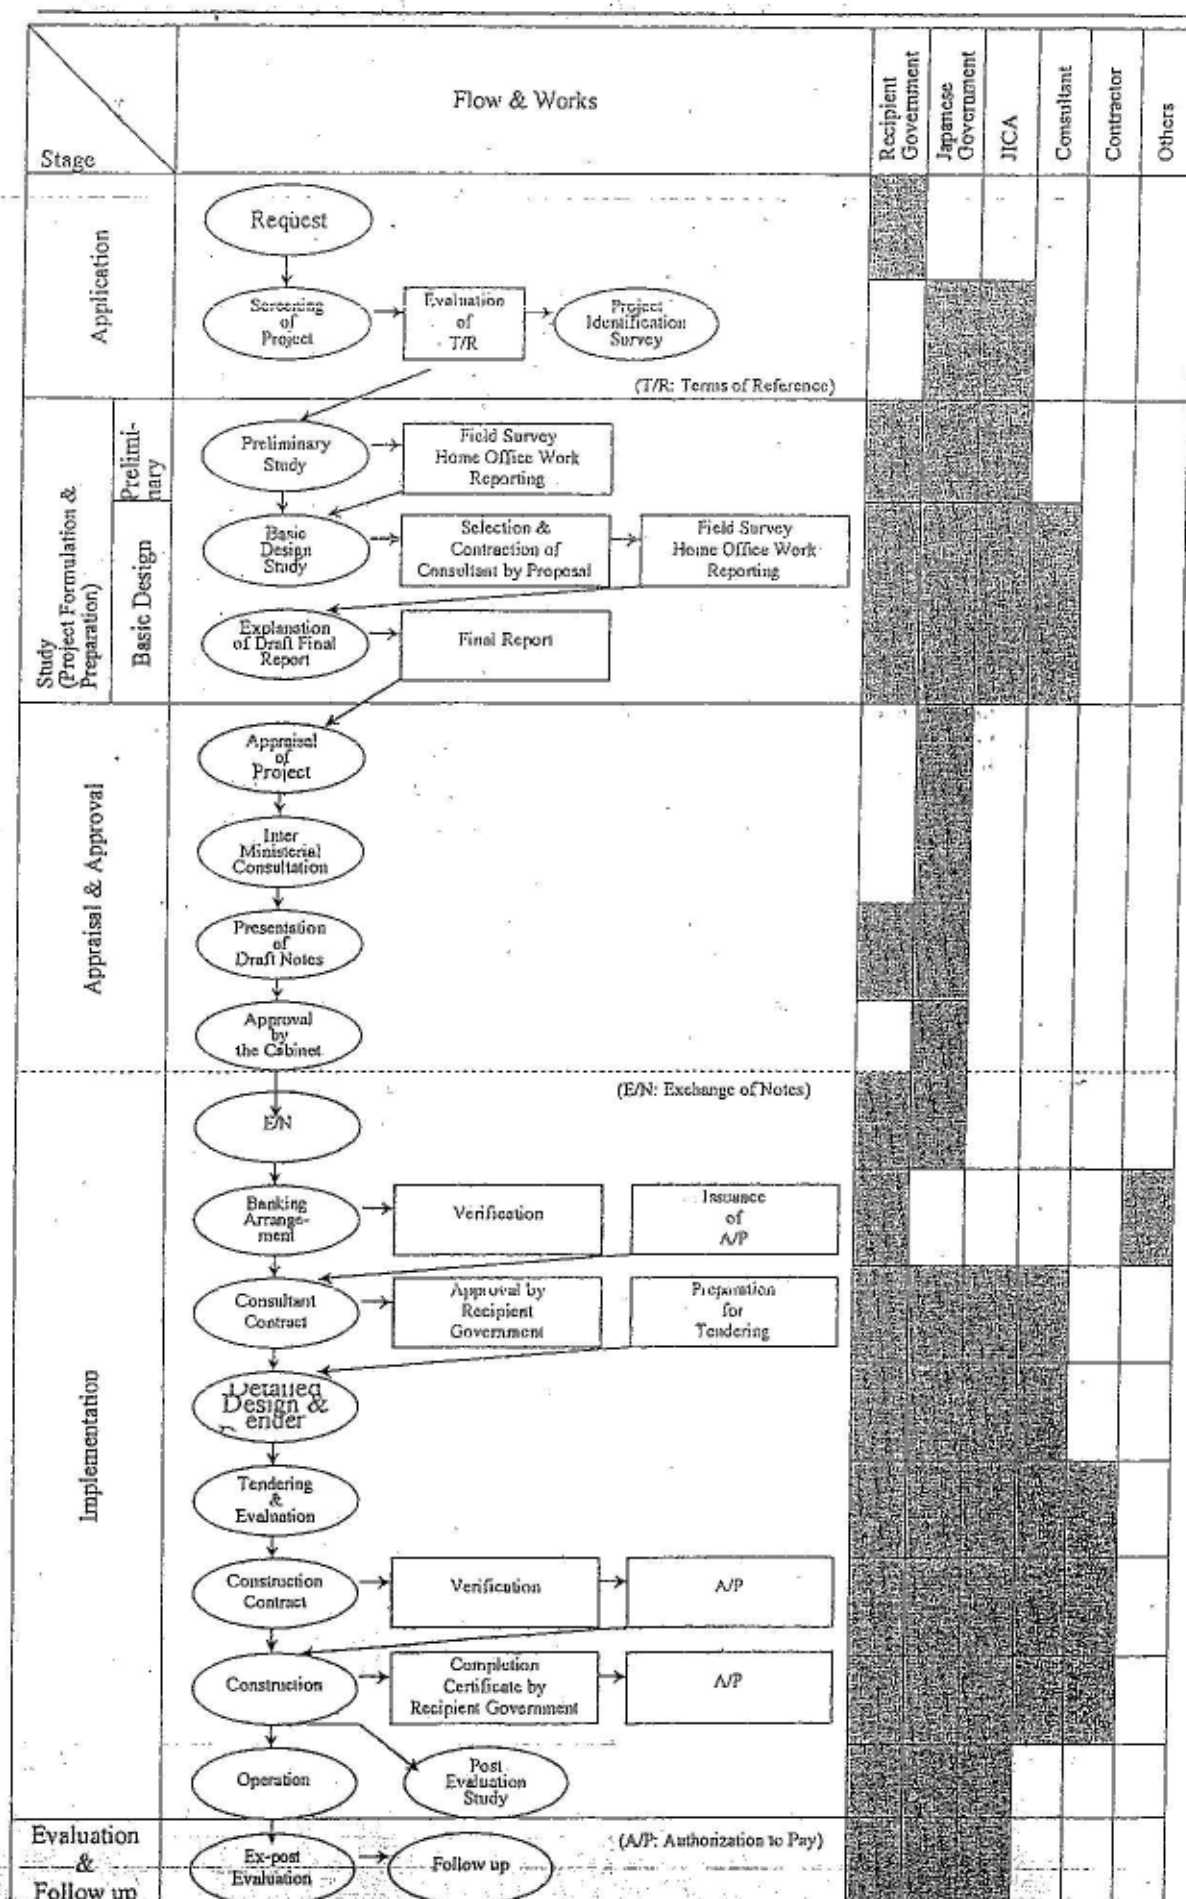 Stage
Flow & Works
Recipient
Government
Japanese
Government
JICA
Consultant
Contractor
Others
Application
Request
Screening
of
Project
Evaluation
of
T/R
Project
Identification
Survey
(T/R: Terms of Reference)
Study
(Project Formulation &
Preparation)
Prelimi-
nary
Preliminary
Study
Field Survey
Home Office Work
Reporting
Basic Design
Basic
Design
Study
Selection &
Contraction of
Consultant by Proposal
Field Survey
Home Office Work
Reporting
Explanation
of Draft Final
Report
Final Report
Appraisal & Approval
Appraisal
of
Project
Inter
Ministerial
Consultation
Presentation
of
Draft Notes
Approval
by
the Cabinet
(E/N: Exchange of Notes)
Implementation
E/N
Banking
Arrange-
ment
Verification
Issuance
of
A/P
Consultant
Contract
Approval by
Recipient
Government
Preparation
for
Tendering
Detailed
Design &
ender
Tendering
&
Evaluation
Construction
Contract
Verification
A/P
Construction
Completion
Certificate by
Recipient Government
A/P
Operation
Post
Evaluation
Study
Evaluation
&
Follow up
Ex-post
Evaluation
Follow up
(A/P: Authorization to Pay)